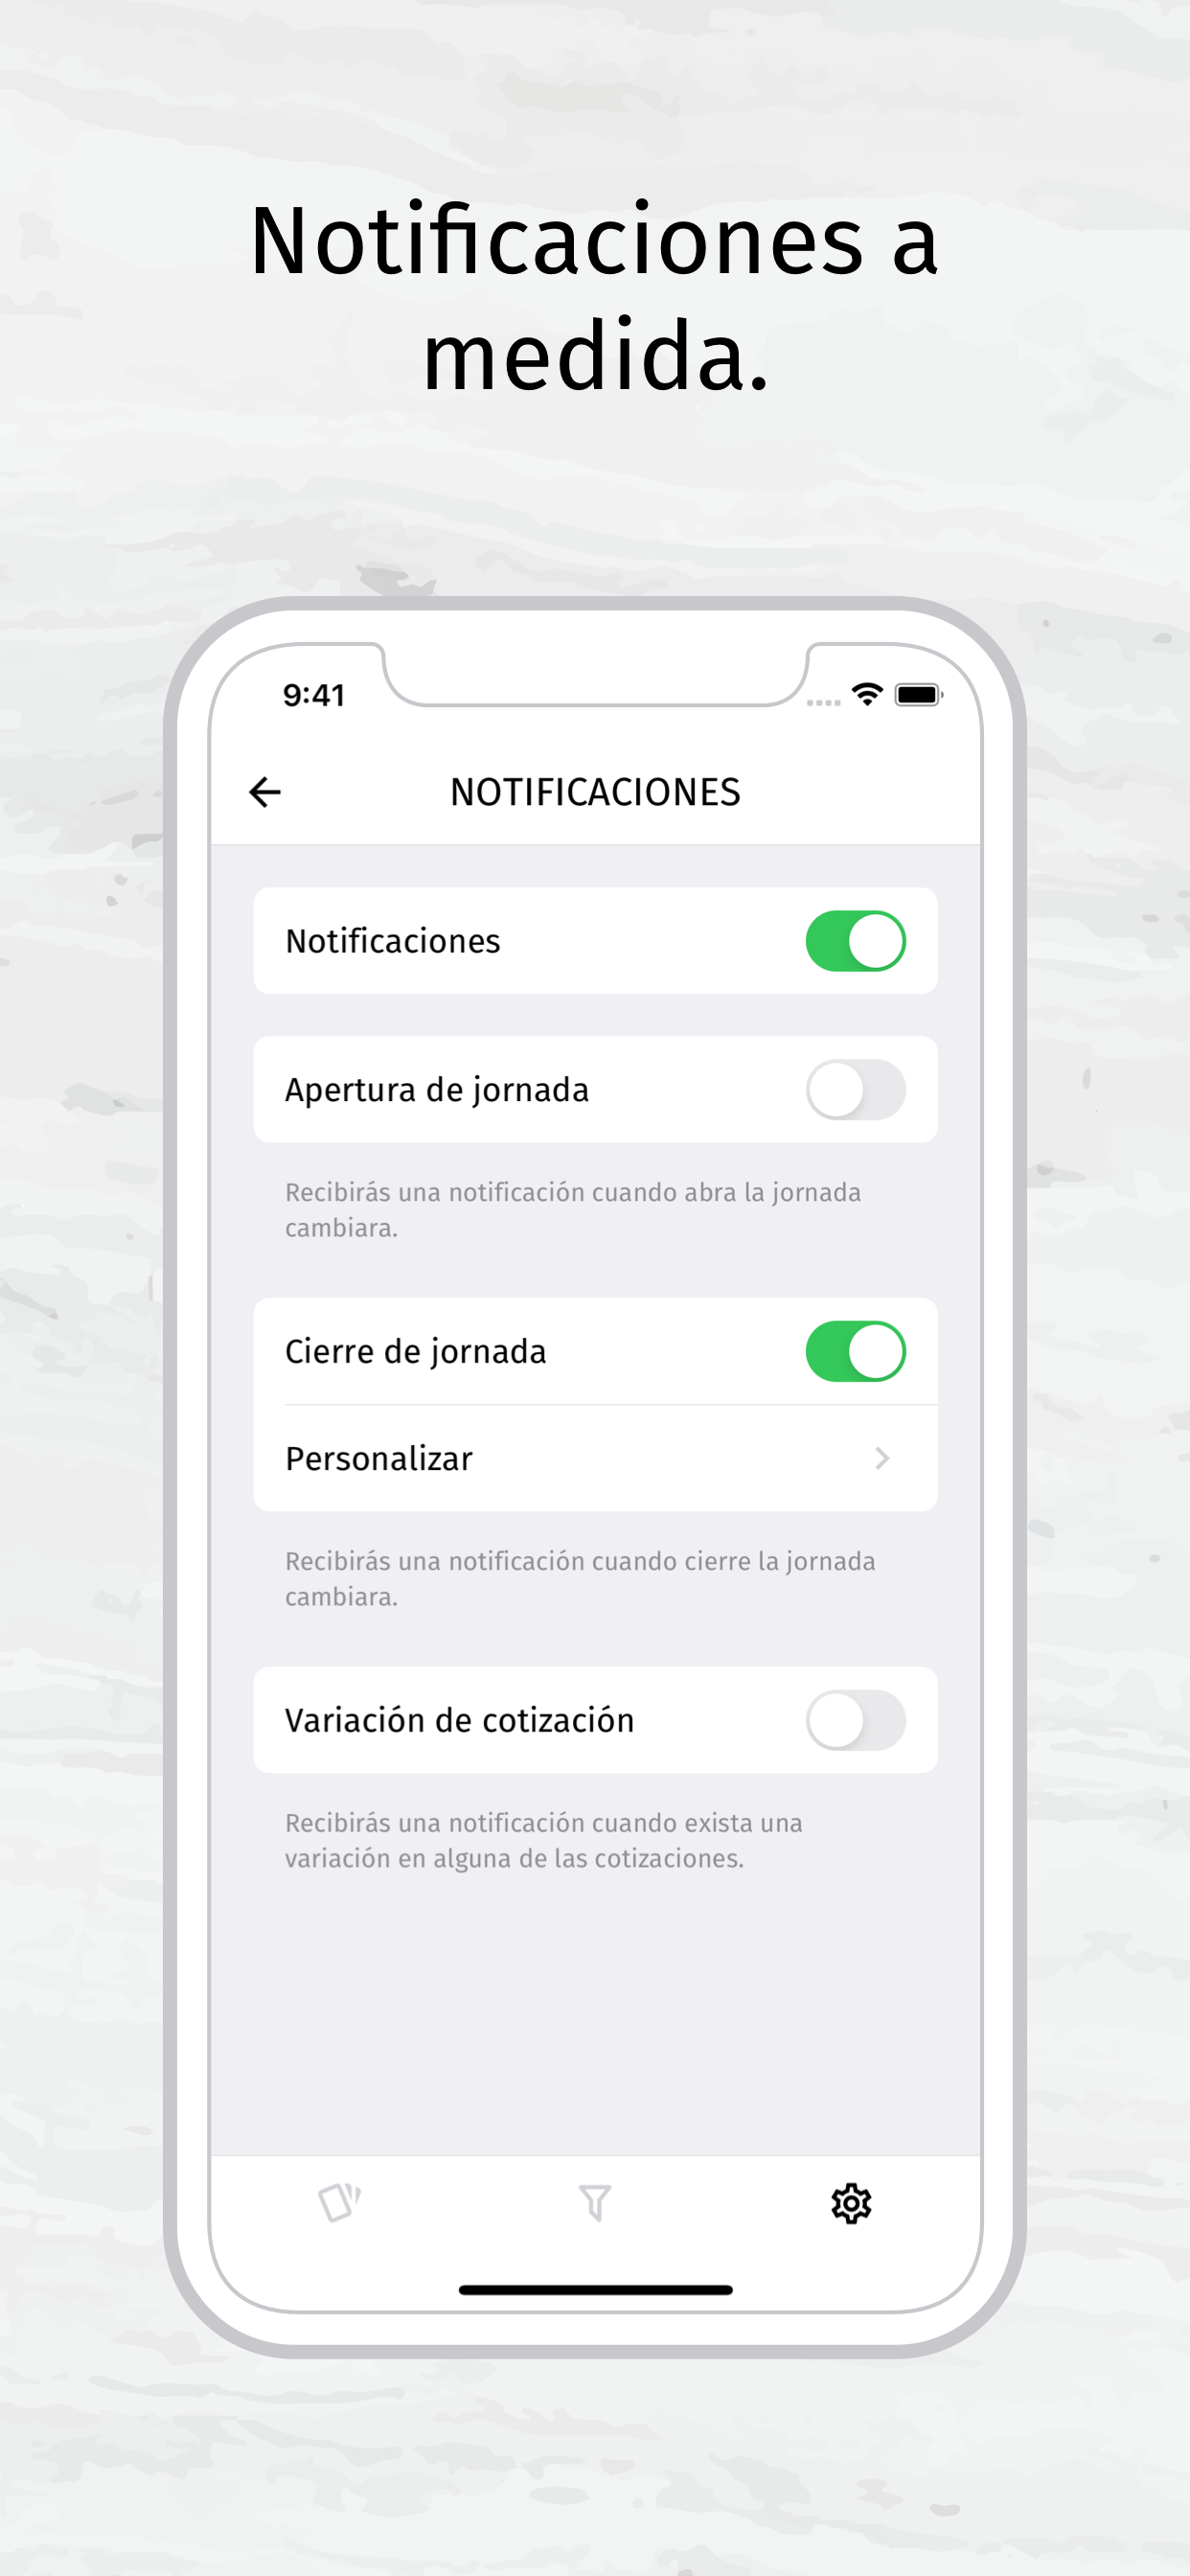 Notificaciones a
medida.
9:41
NOTIFICACIONES
Notificaciones
Apertura de jornada
Recibirás una notificación cuando abra la jornada
cambiara.
Cierre de jornada
Personalizar
Recibirás una notificación cuando cierre la jornada
cambiara.
Variación de cotización
Recibirás una notificación cuando exista una
variación en alguna de las cotizaciones.